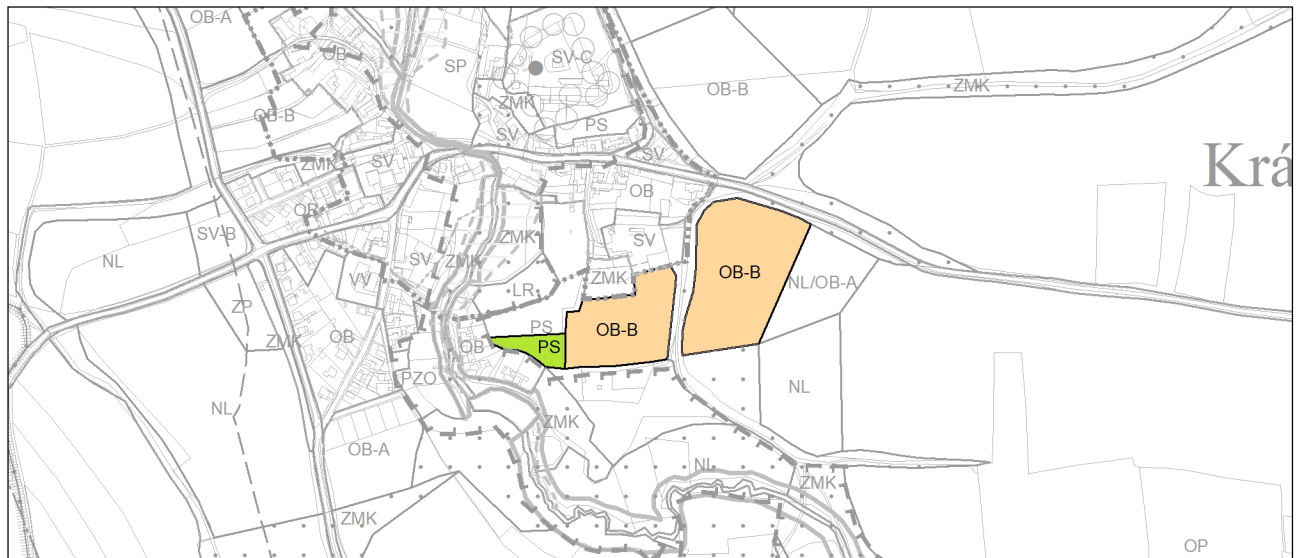 OB-A
OB
SP
SV-C
OB-B
ZMK
OB-B
ZMK
PS
SV
SV
ZMK
SV
Krá
OB
OB
SV-B
NL
SV
ZMK
ZMK
SV
ZMK
OB-B
NL/OB-A
VV
LR
ZP
OB
ZMK
PS
OB-B
OB
PS
PZO
NL
NL
ZMK
OB-A
NL
ZMK
ZMK
OP